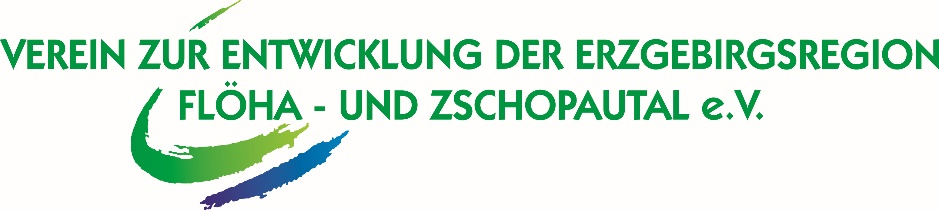 VEREIN ZUR ENTWICKLUNG DER ERZGEBIRGSREGION
FLÖHA - UND ZSCHOPAUTAL e.V.